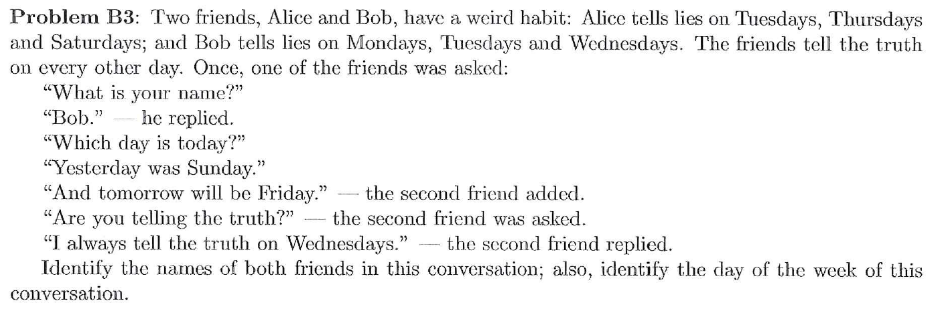 Problem B3: Two friends, Alice and Bob, have a weird habit: Alice tells lies on Tuesdays, Thursdays
and Saturdays; and Bob tells lies on Mondays, Tuesdays and Wednesdays. The friends tell the truth
on every other day. Once, one of the friends was asked:
“What is your name?”
“Bob.” — he replied.
“Which day is today?”
“Yesterday was Sunday.”
“And tomorrow will be Friday.” — the second friend added.
“Are you telling the truth?” — the second friend was asked.
“I always tell the truth on Wednesdays.” — the second friend replied.
Identify the names of both friends in this conversation; also, identify the day of the week of this
conversation.